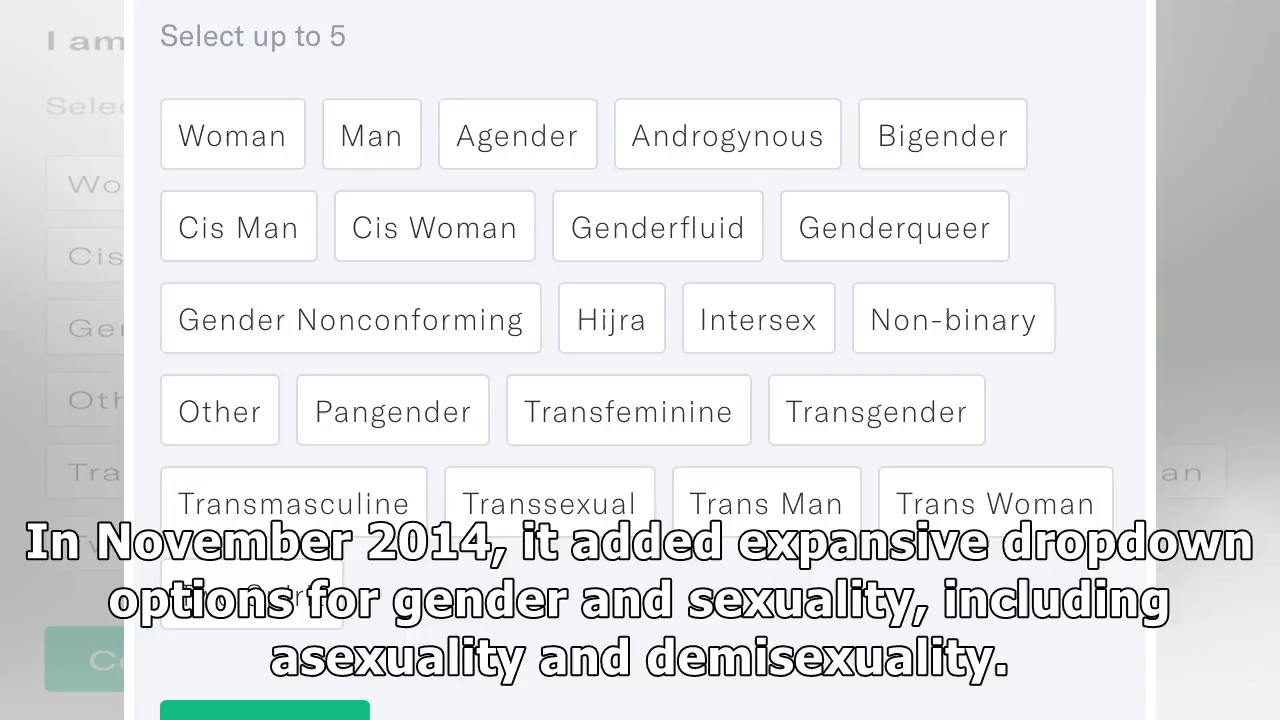 Select up to 5
Woman Man Agender Androgynous Bigender
Cis Man Cis Woman Genderfluid Genderqueer
Gender Nonconforming Hijra Intersex Non-binary
Other Pangender Transfeminine Transgender
Transmasculine Transsexual Trans Man Trans Woman
In November 2014, it added expansive dropdown
options for gender and sexuality, including
asexuality and demisexuality.